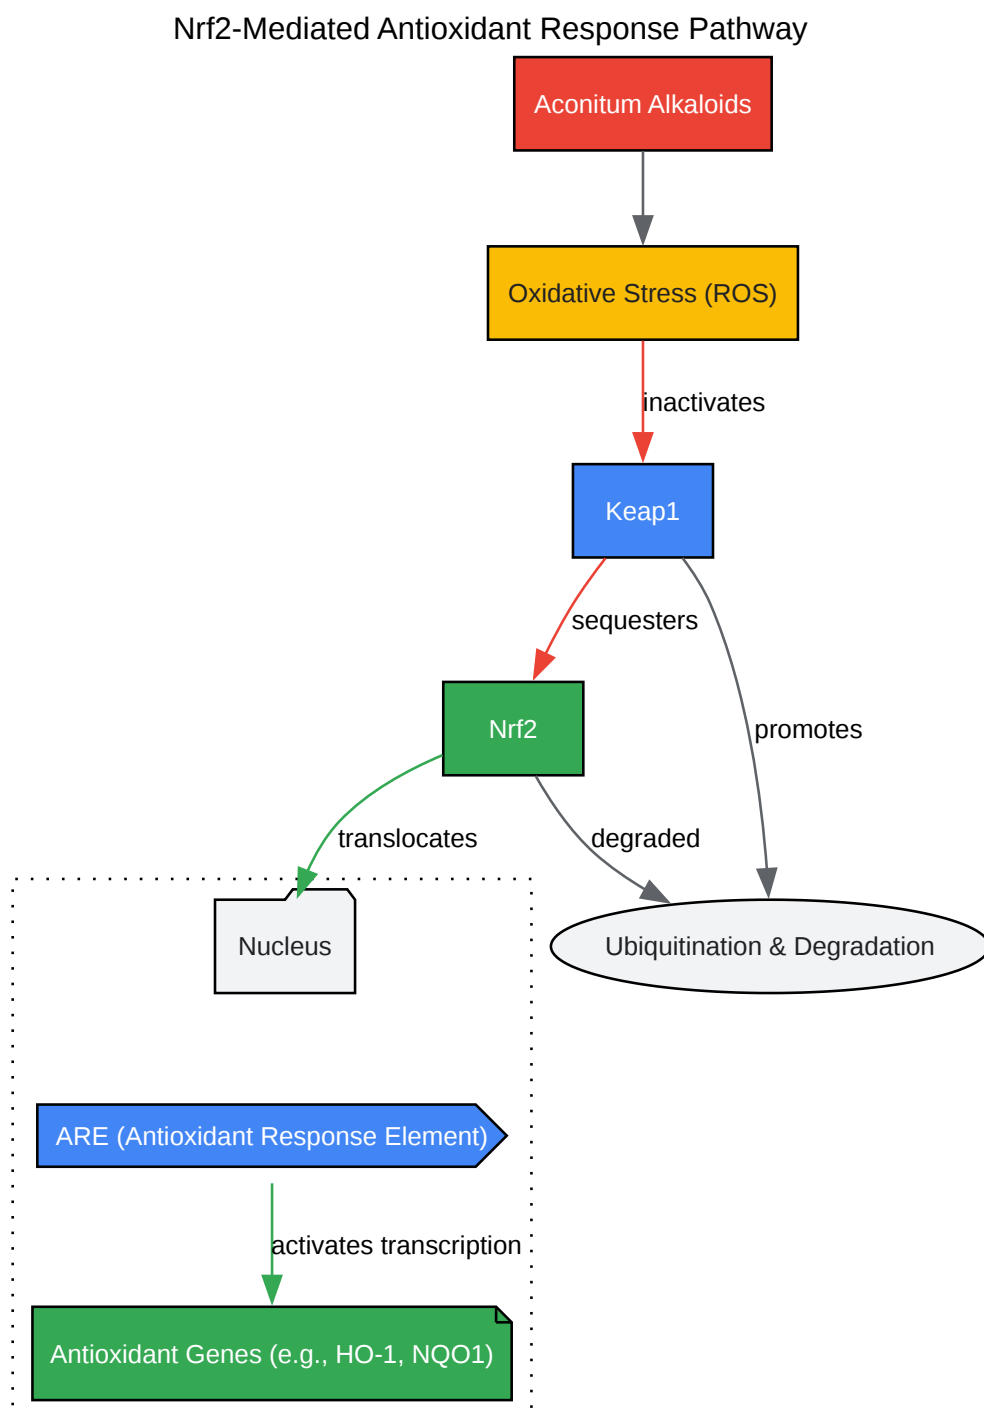 Nrf2-Mediated Antioxidant Response Pathway
Aconitum Alkaloids
Oxidative Stress (ROS)
inactivates
Keap1
sequesters
Nrf2
promotes
translocates
degraded
Nucleus
Ubiquitination & Degradation
ARE (Antioxidant Response Element)
activates transcription
Antioxidant Genes (e.g., HO-1, NQO1)